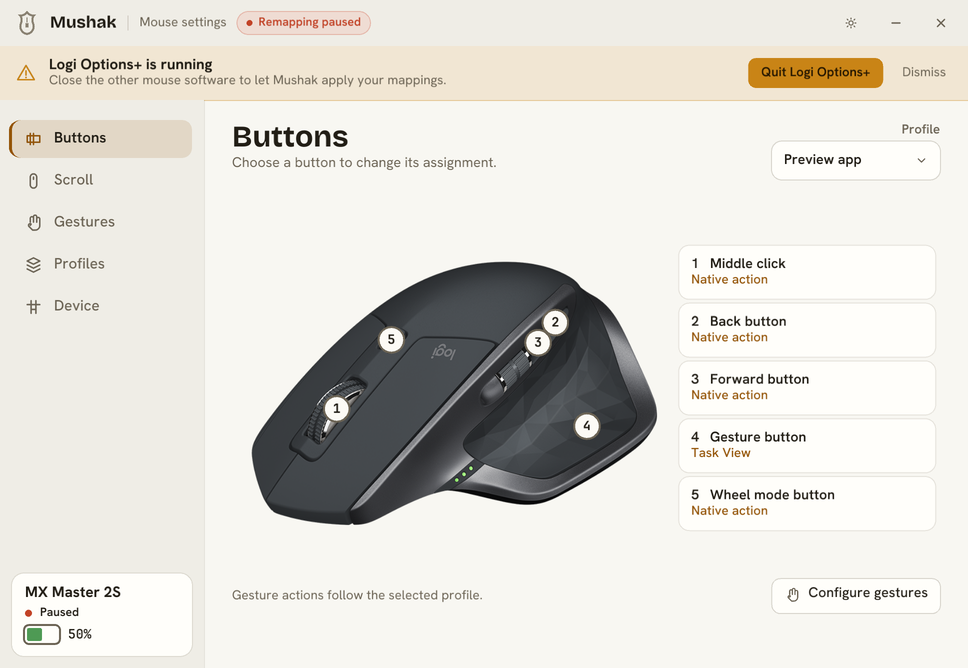 Mushak
Mouse settings
Remapping paused
Logi Options+ is running
Close the other mouse software to let Mushak apply your mappings.
Quit Logi Options+
Dismiss
Buttons
Scroll
Gestures
Profiles
Device
MX Master 2S
Paused
50%
Buttons
Choose a button to change its assignment.
Profile
Preview app
logi
5
2
3
1
4
1 Middle click
Native action
2 Back button
Native action
3 Forward button
Native action
4 Gesture button
Task View
5 Wheel mode button
Native action
Gesture actions follow the selected profile.
Configure gestures